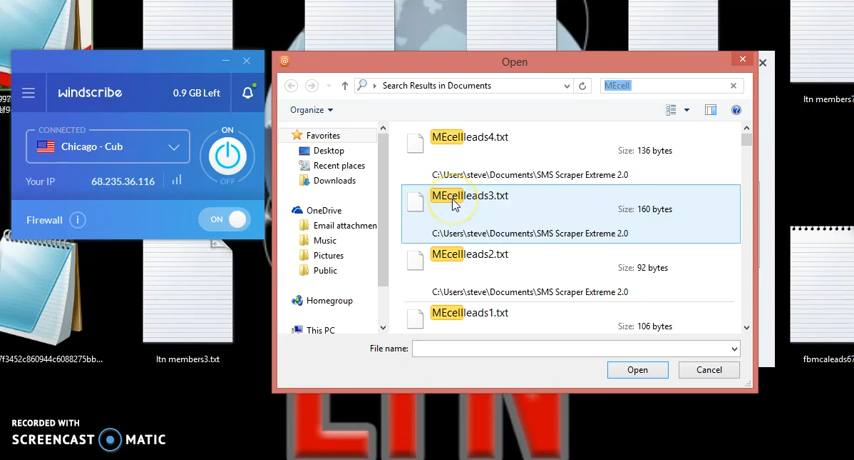 windscribe
0.9 GB Left
CONNECTED
Chicago - Cub
ON
OFF
Your IP
68.235.36.116
Firewall
ON
Open
Search Results in Documents
MEcell
Organize
Favorites
Desktop
Recent places
Downloads
OneDrive
Email attachmen
Music
Pictures
Public
Homegroup
This PC
MEcellleads4.txt
Size: 136 bytes
C:\Users\steve\Documents\SMS Scraper Extreme 2.0
MEcellleads3.txt
Size: 160 bytes
C:\Users\steve\Documents\SMS Scraper Extreme 2.0
MEcellleads2.txt
Size: 92 bytes
C:\Users\steve\Documents\SMS Scraper Extreme 2.0
MEcellleads1.txt
Size: 106 bytes
File name:
Open
Cancel
ltn members7
7f3452c860944c6088275bb...
ltn members3.txt
fbmcaleads67
LTN
RECORDED WITH
SCREENCAST MATIC